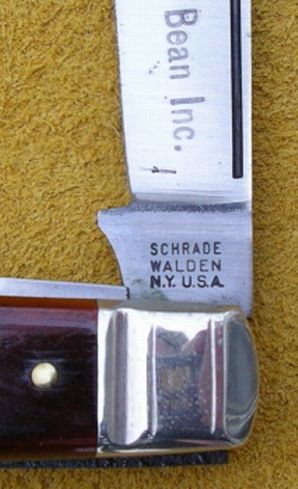 Bean Inc.
SCHRADE
WALDEN
N.Y. U.S.A.